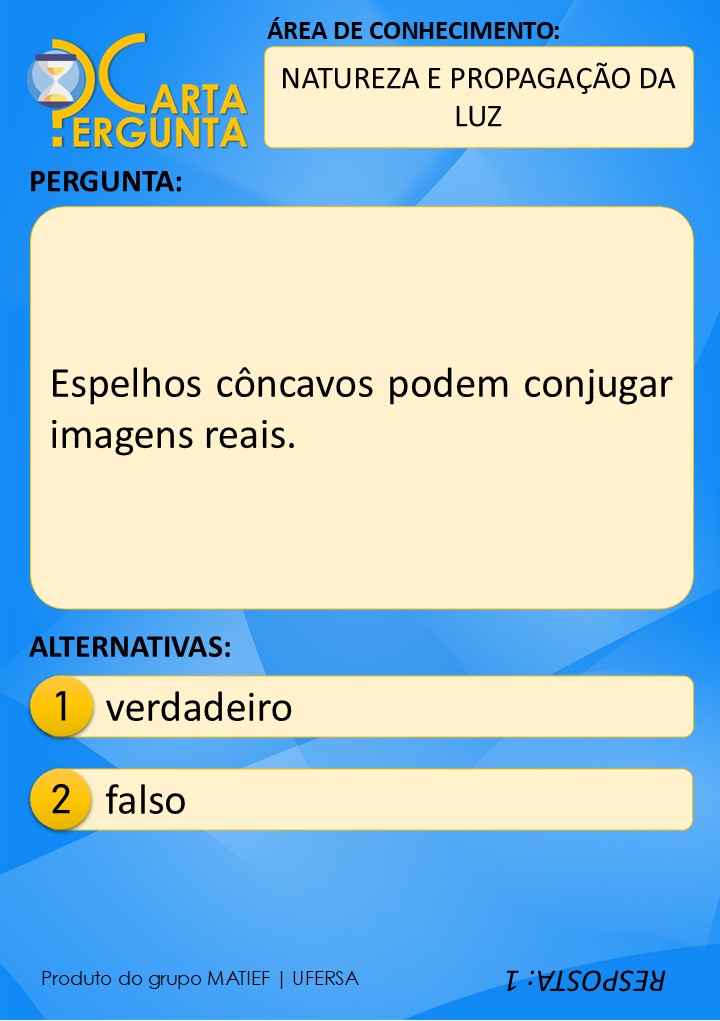 ÁREA DE CONHECIMENTO:
CARTA
PERGUNTA
NATUREZA E PROPAGAÇÃO DA
LUZ
PERGUNTA:
Espelhos côncavos podem conjugar
imagens reais.
ALTERNATIVAS:
1 verdadeiro
2 falso
Produto do grupo MATIEF | UFERSA
RESPOSTA: 1